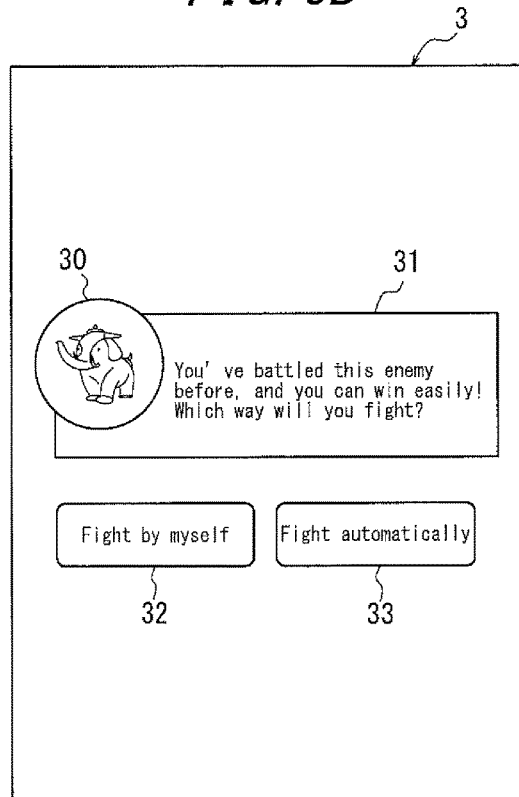 3
30
31
You've battled this enemy
before, and you can win easily!
Which way will you fight?
Fight by myself
Fight automatically
32
33